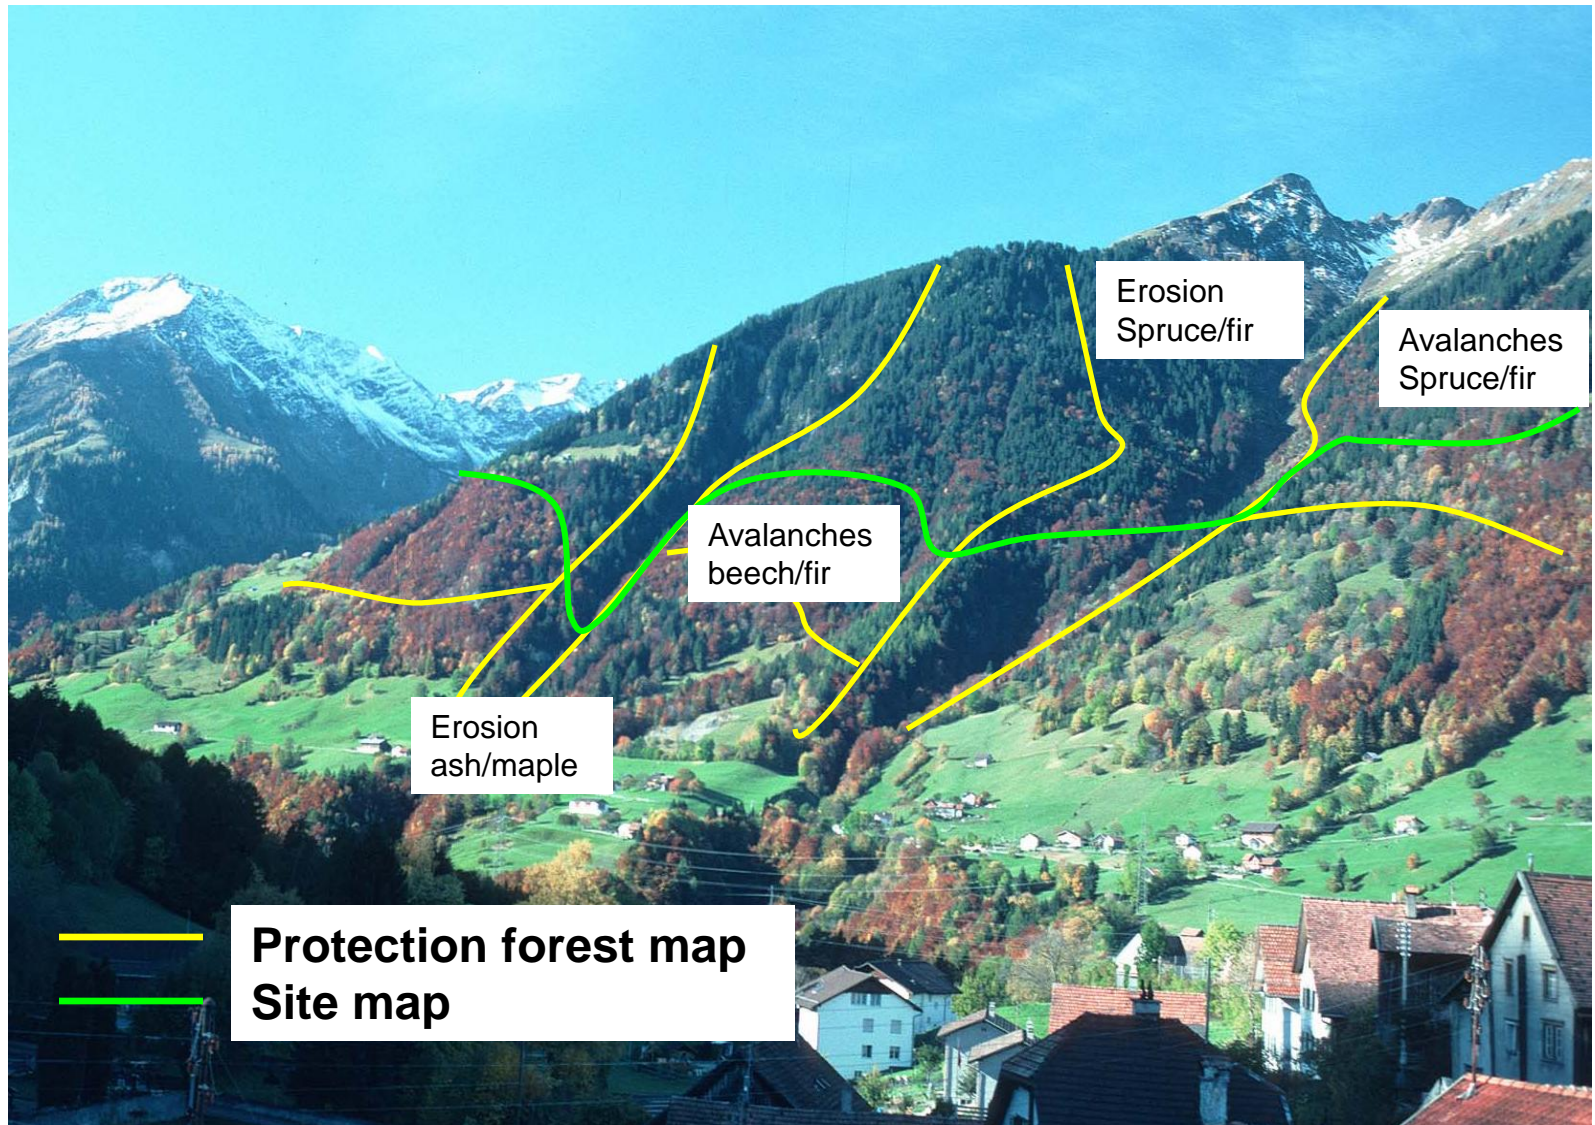 Erosion
Spruce/fir
Avalanches
Spruce/fir
Avalanches
beech/fir
Erosion
ash/maple
Protection forest map
Site map